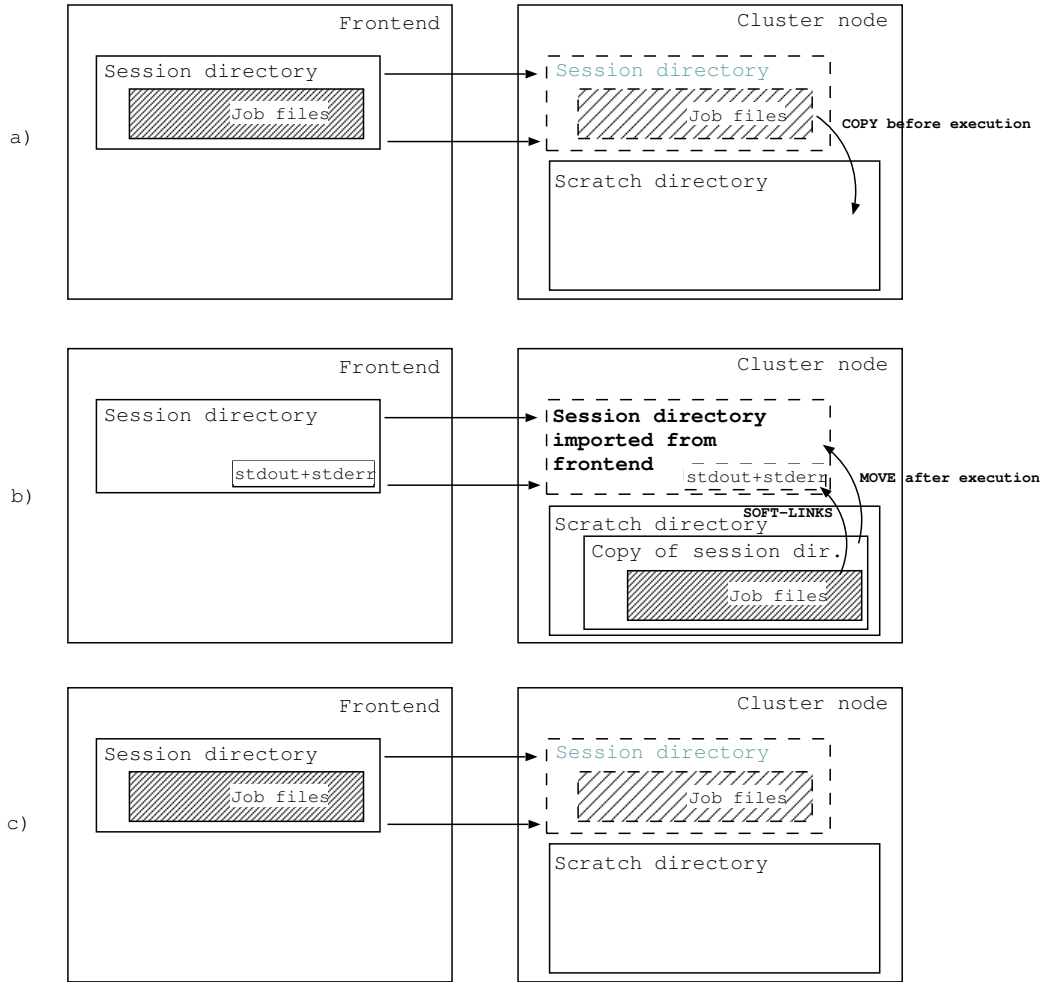 Frontend
Session directory
Job files
a)
Cluster node
Session directory
Job files
COPY before execution
Scratch directory
Frontend
Session directory
stdout+stderr
b)
Cluster node
Session directory
imported from
frontend
stdout+stderr
MOVE after execution
SOFT-LINKS
Scratch directory
Copy of session dir.
Job files
Frontend
Session directory
Job files
c)
Cluster node
Session directory
Job files
Scratch directory